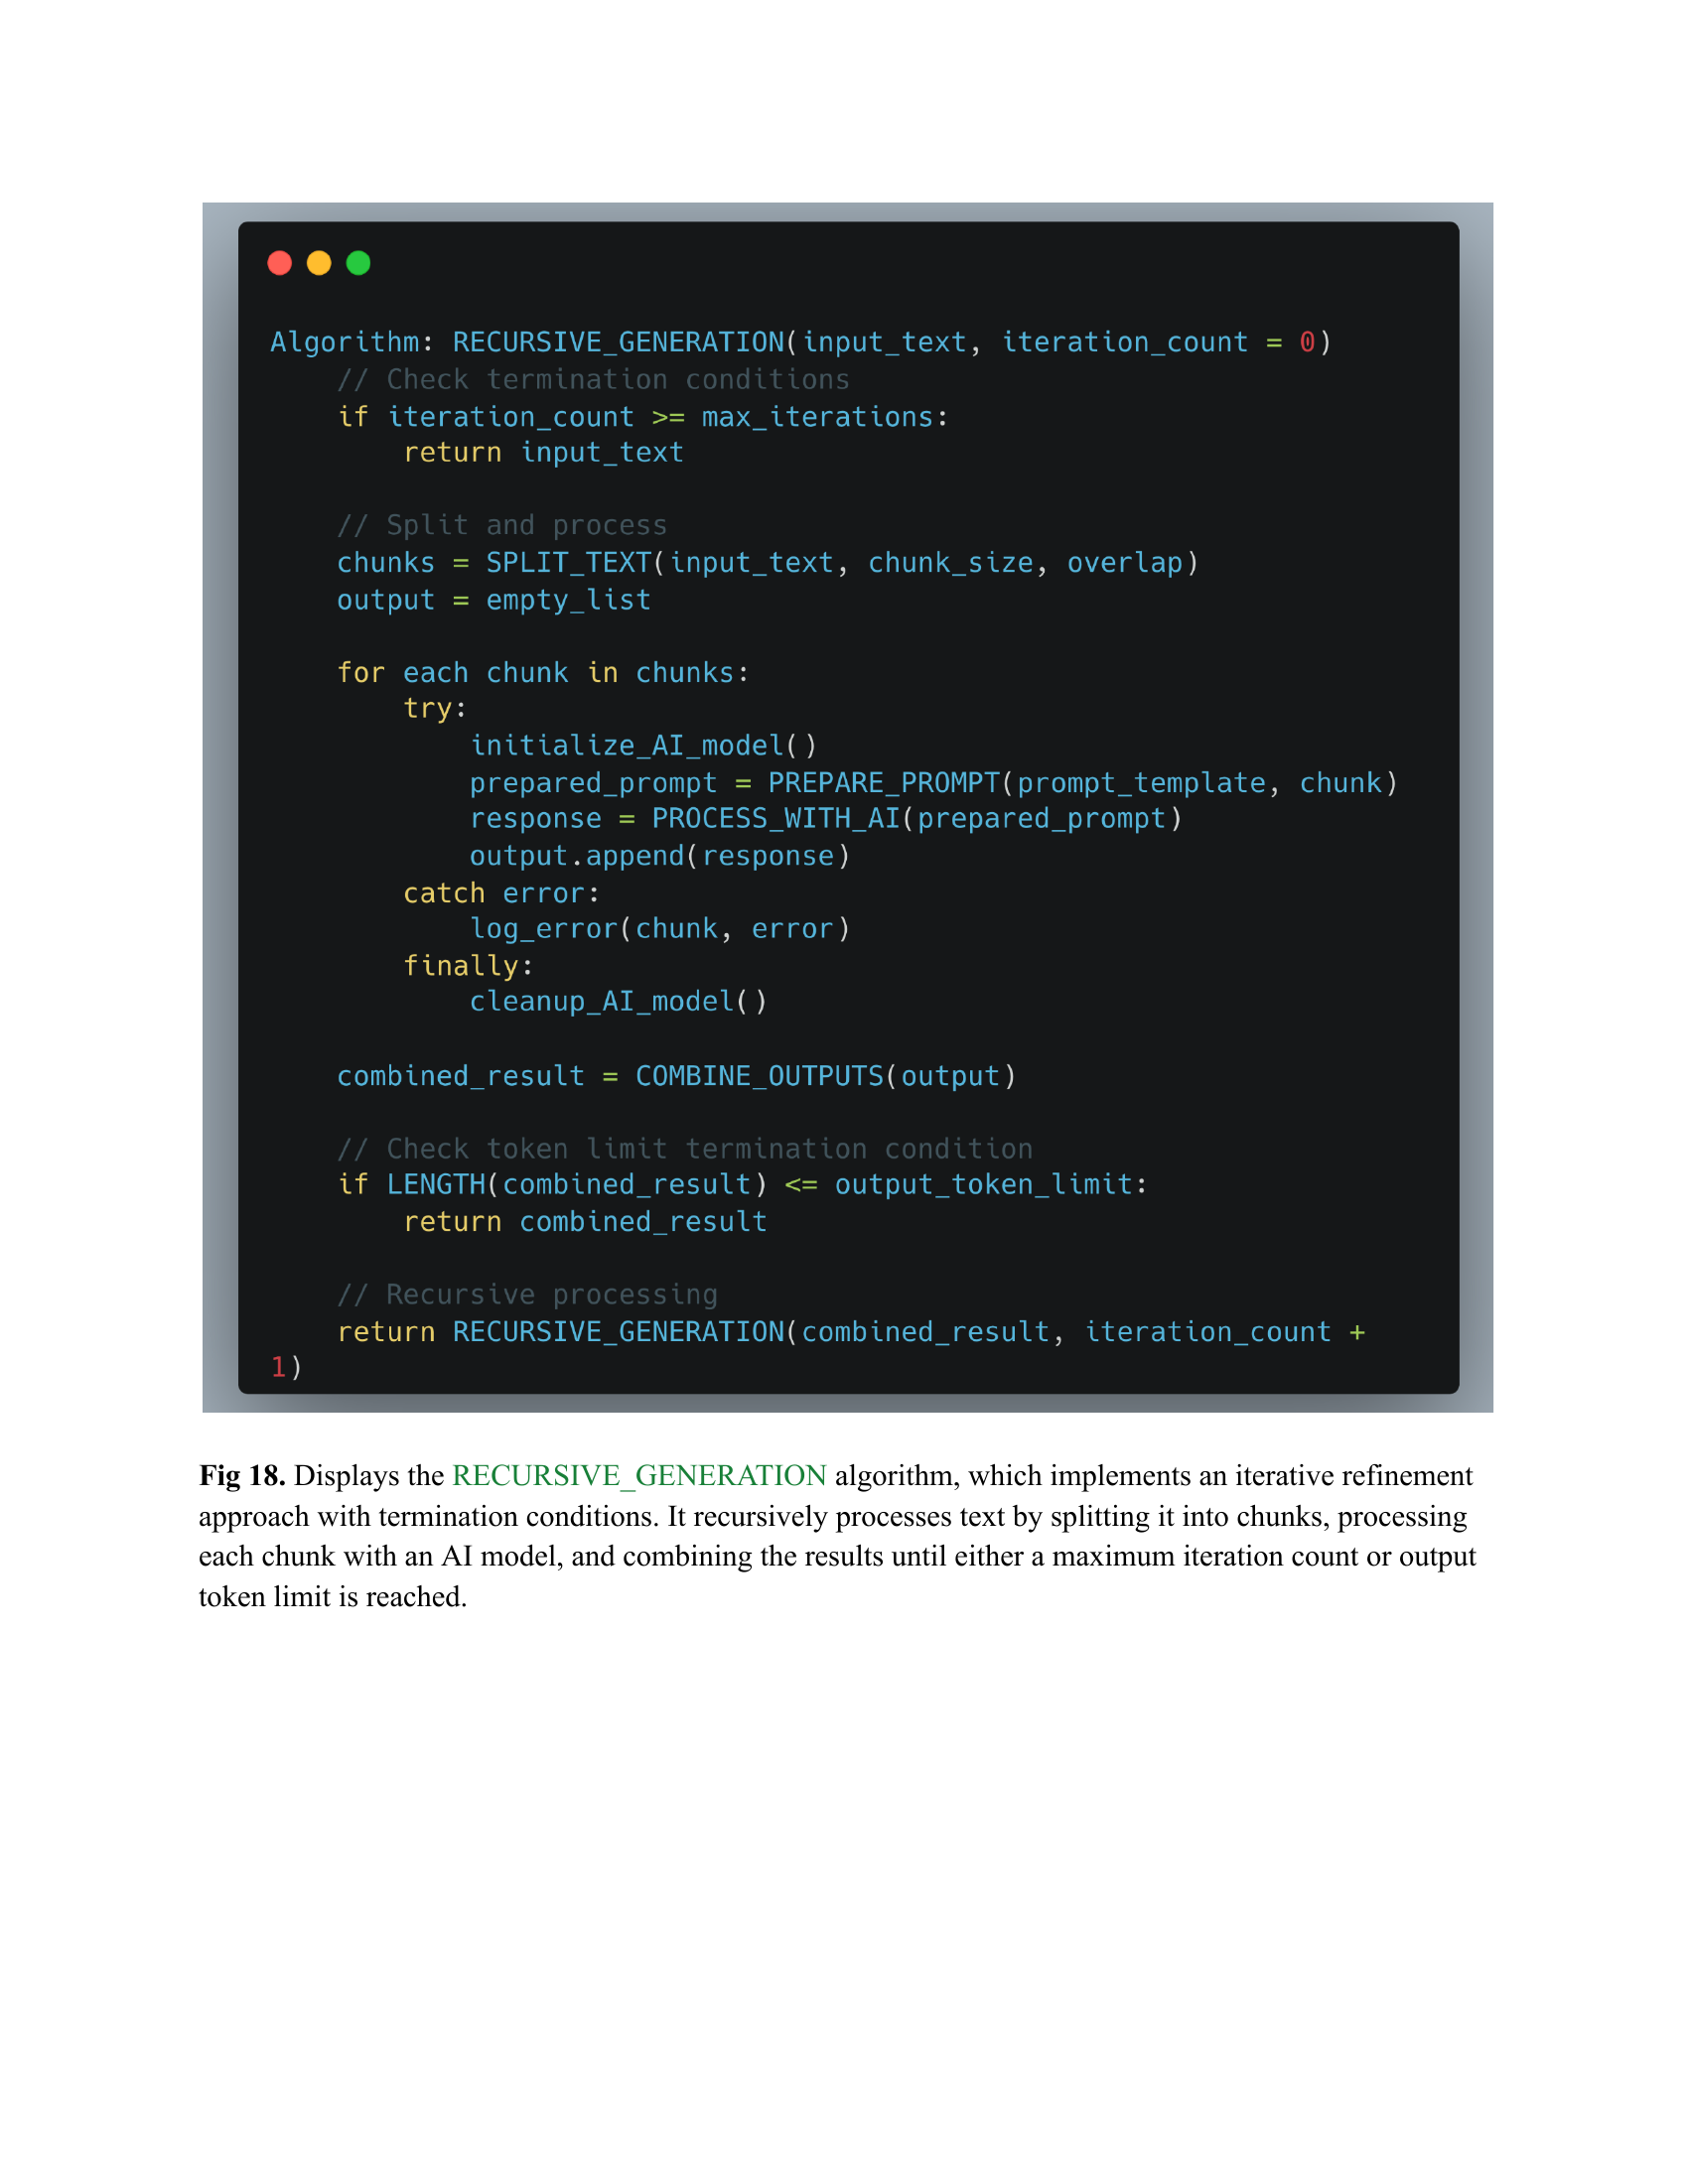 Algorithm: RECURSIVE_GENERATION(input_text, iteration_count = 0)
    // Check termination conditions
    if iteration_count >= max_iterations:
        return input_text

    // Split and process
    chunks = SPLIT_TEXT(input_text, chunk_size, overlap)
    output = empty_list

    for each chunk in chunks:
        try:
            initialize_AI_model()
            prepared_prompt = PREPARE_PROMPT(prompt_template, chunk)
            response = PROCESS_WITH_AI(prepared_prompt)
            output.append(response)
        catch error:
            log_error(chunk, error)
        finally:
            cleanup_AI_model()

    combined_result = COMBINE_OUTPUTS(output)

    // Check token limit termination condition
    if LENGTH(combined_result) <= output_token_limit:
        return combined_result

    // Recursive processing
    return RECURSIVE_GENERATION(combined_result, iteration_count +
1)
Fig 18. Displays the RECURSIVE_GENERATION algorithm, which implements an iterative refinement
approach with termination conditions. It recursively processes text by splitting it into chunks, processing
each chunk with an AI model, and combining the results until either a maximum iteration count or output
token limit is reached.